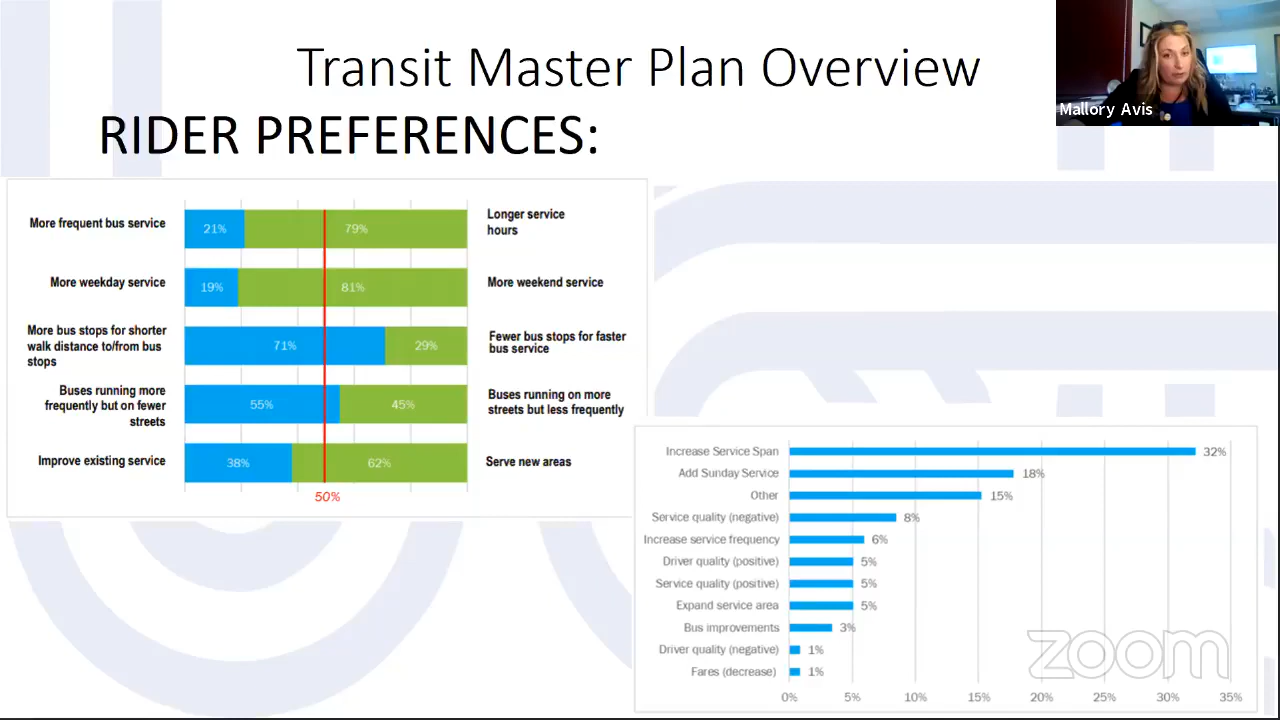 Transit Master Plan Overview
Mallory Avis
RIDER PREFERENCES:
More frequent bus service
21%
79%
Longer service
hours
More weekday service
19%
81%
More weekend service
More bus stops for shorter
walk distance to/from bus
stops
71%
29%
Fewer bus stops for faster
bus service
Buses running more
frequently but on fewer
streets
55%
45%
Buses running on more
streets but less frequently
Improve existing service
38%
62%
Serve new areas
50%
Increase Service Span
32%
Add Sunday Service
18%
Other
15%
Service quality (negative)
8%
Increase service frequency
6%
Driver quality (positive)
5%
Service quality (positive)
5%
Expand service area
5%
Bus improvements
3%
Driver quality (negative)
1%
Fares (decrease)
1%
0% 5% 10% 15% 20% 25% 30% 35%
zoom